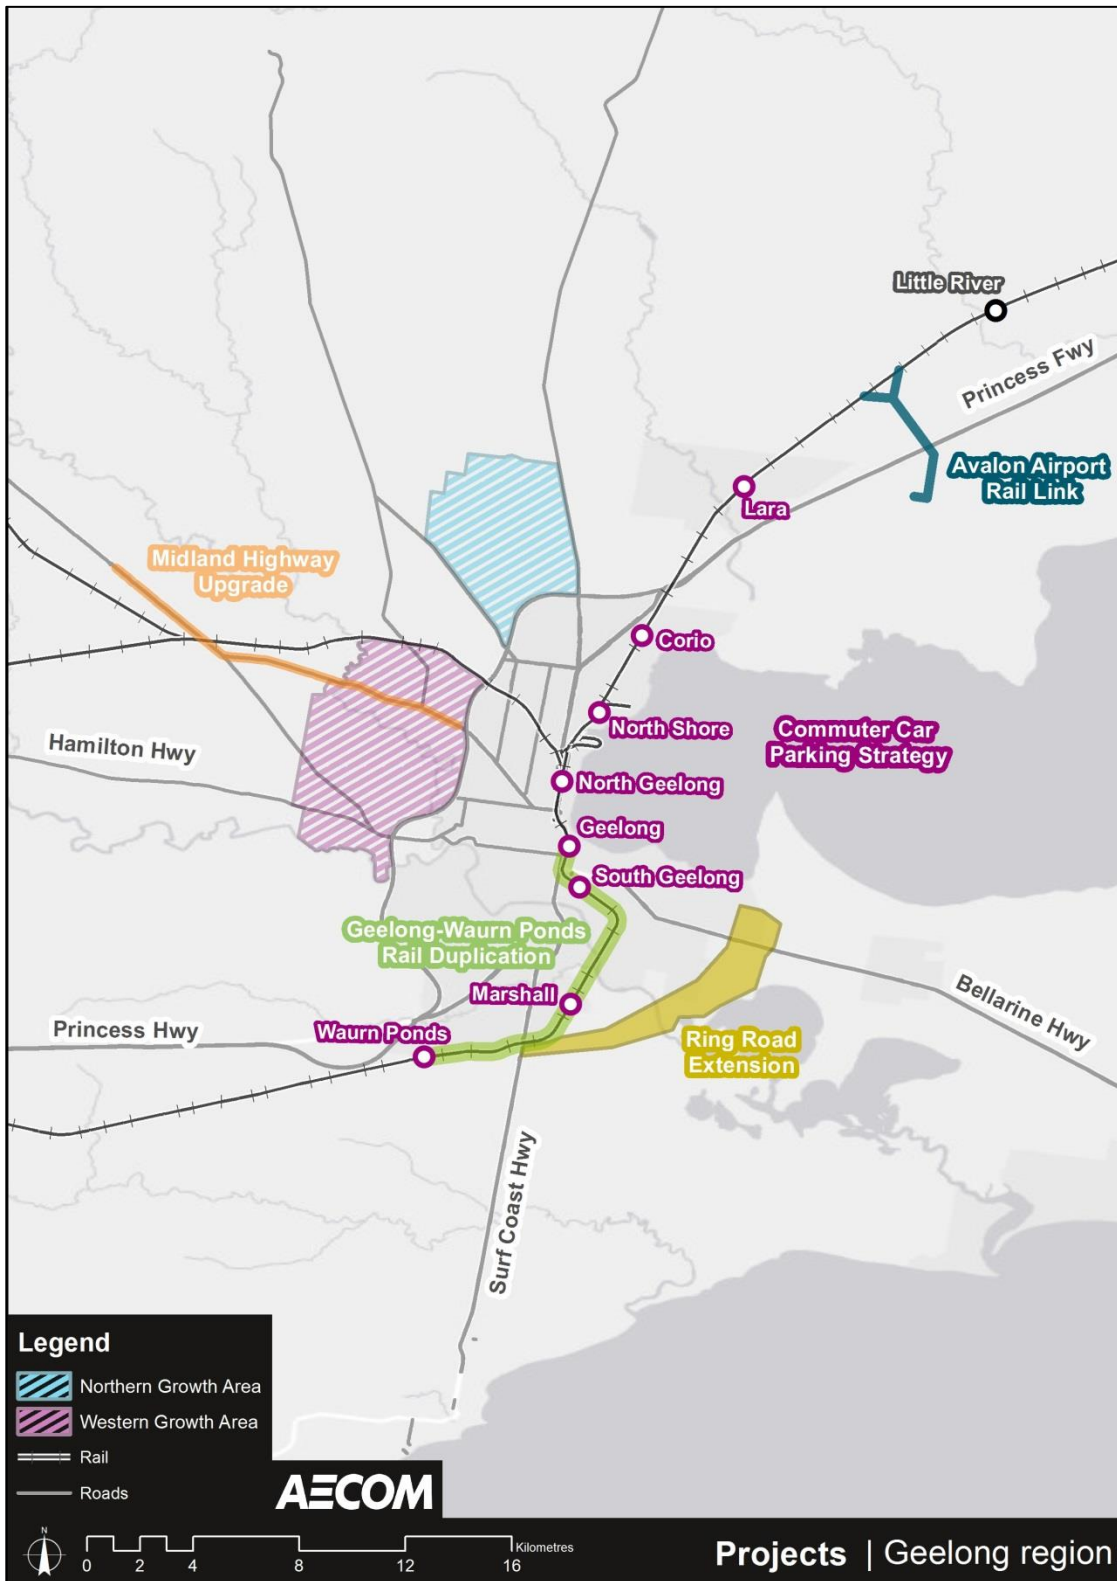 Little River
Princess Fwy
Avalon Airport
Rail Link
Lara
Midland Highway
Upgrade
Corio
North Shore
Commuter Car
Parking Strategy
Hamilton Hwy
North Geelong
Geelong
South Geelong
Geelong-Waurn Ponds
Rail Duplication
Marshall
Bellarine Hwy
Princess Hwy
Waurn Ponds
Ring Road
Extension
Surf Coast Hwy
Legend
Northern Growth Area
Western Growth Area
Rail
Roads
AECOM
N
0 2 4 8 12 16 Kilometres
Projects | Geelong region